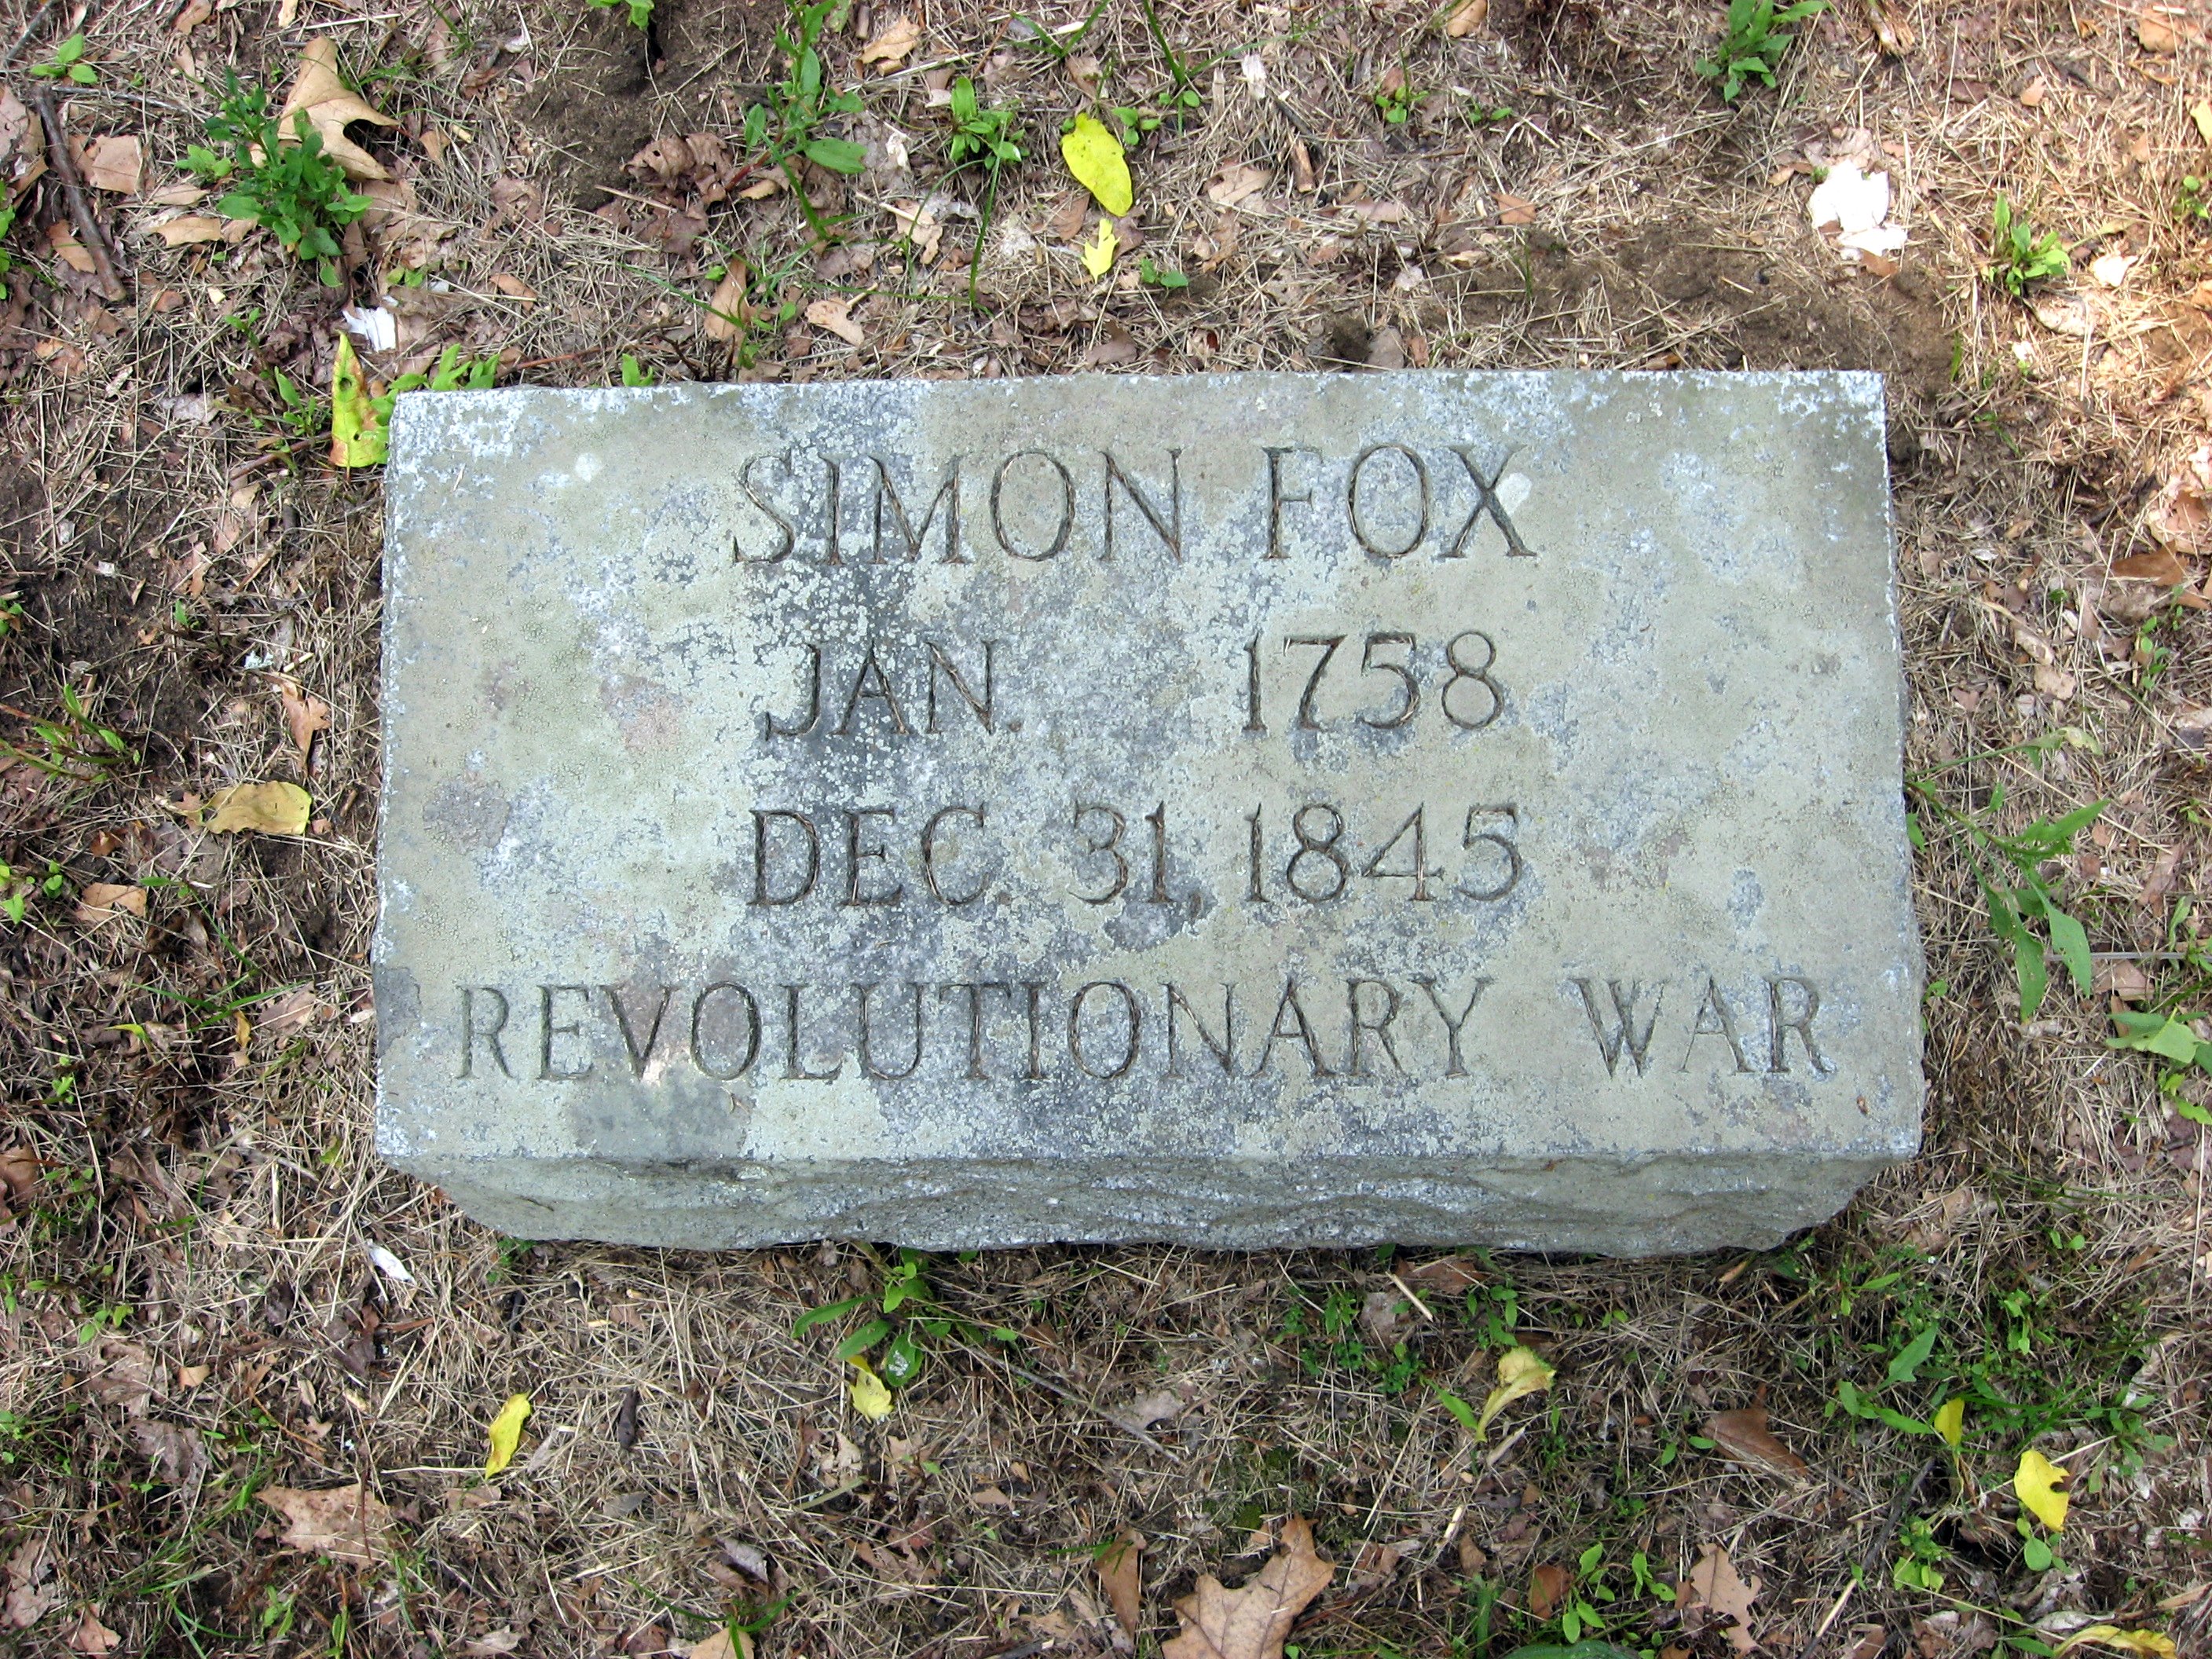 SIMON FOX
JAN. 1758
DEC. 31, 1845
REVOLUTIONARY WAR